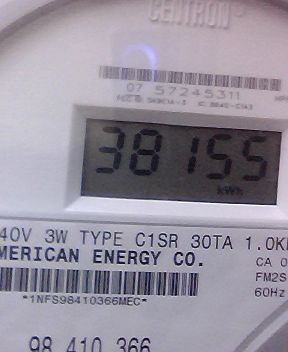 CENTRON®
07 57245311
38155
kWh
40V 3W TYPE C1SR 30TA 1.0K
MERICAN ENERGY CO.
CA 0
FM2S
60Hz
*1NFS98410366MEC*
98 410 366